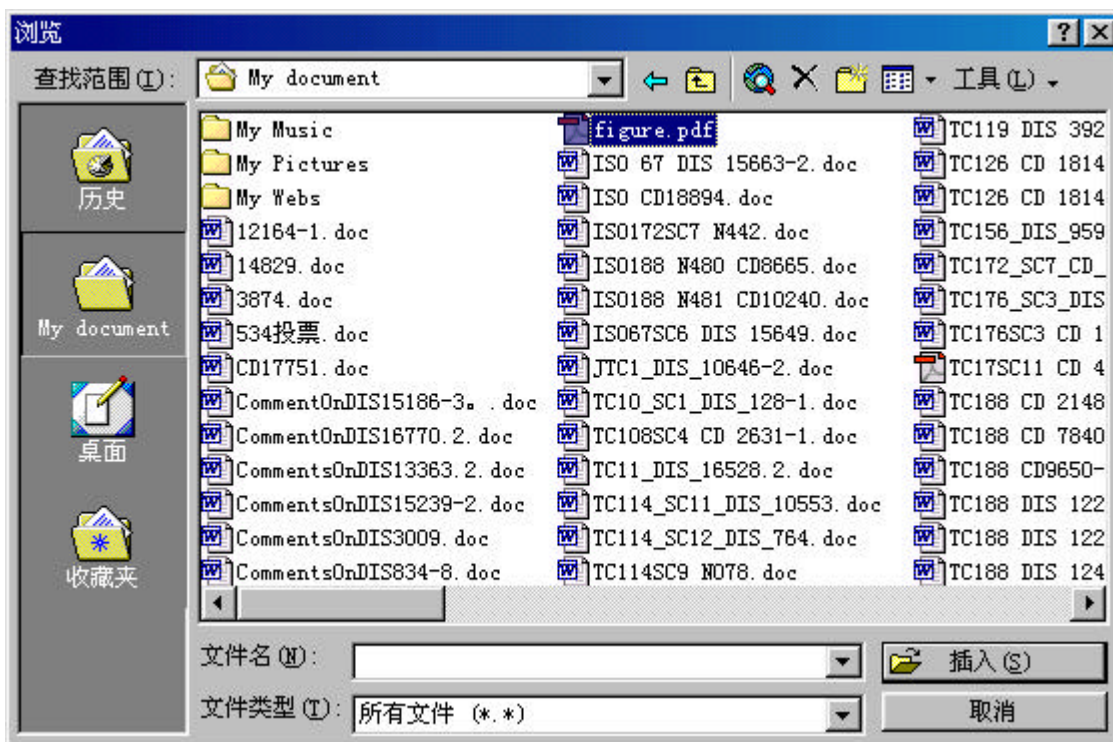 浏览
查找范围(I): My document 工具(L)
历史
My document
桌面
收藏夹
My Music
My Pictures
My Webs
12164-1.doc
14829.doc
3874.doc
534投票.doc
CD17751.doc
CommentOnDIS15186-3。.doc
CommentOnDIS16770.2.doc
CommentsOnDIS13363.2.doc
CommentsOnDIS15239-2.doc
CommentsOnDIS3009.doc
CommentsOnDIS834-8.doc
figure.pdf
ISO 67 DIS 15663-2.doc
ISO CD18894.doc
ISO172SC7 N442.doc
ISO188 N480 CD8665.doc
ISO188 N481 CD10240.doc
ISO67SC6 DIS 15649.doc
JTC1_DIS_10646-2.doc
TC10_SC1_DIS_128-1.doc
TC108SC4 CD 2631-1.doc
TC11_DIS_16528.2.doc
TC114_SC11_DIS_10553.doc
TC114_SC12_DIS_764.doc
TC114SC9 N078.doc
TC119 DIS 392
TC126 CD 1814
TC126 CD 1814
TC156_DIS_959
TC172_SC7_CD_
TC176_SC3_DIS
TC176SC3 CD 1
TC17SC11 CD 4
TC188 CD 2148
TC188 CD 7840
TC188 CD9650-
TC188 DIS 122
TC188 DIS 122
TC188 DIS 124
文件名(N): 插入(S)
文件类型(T): 所有文件 (*.*) 取消